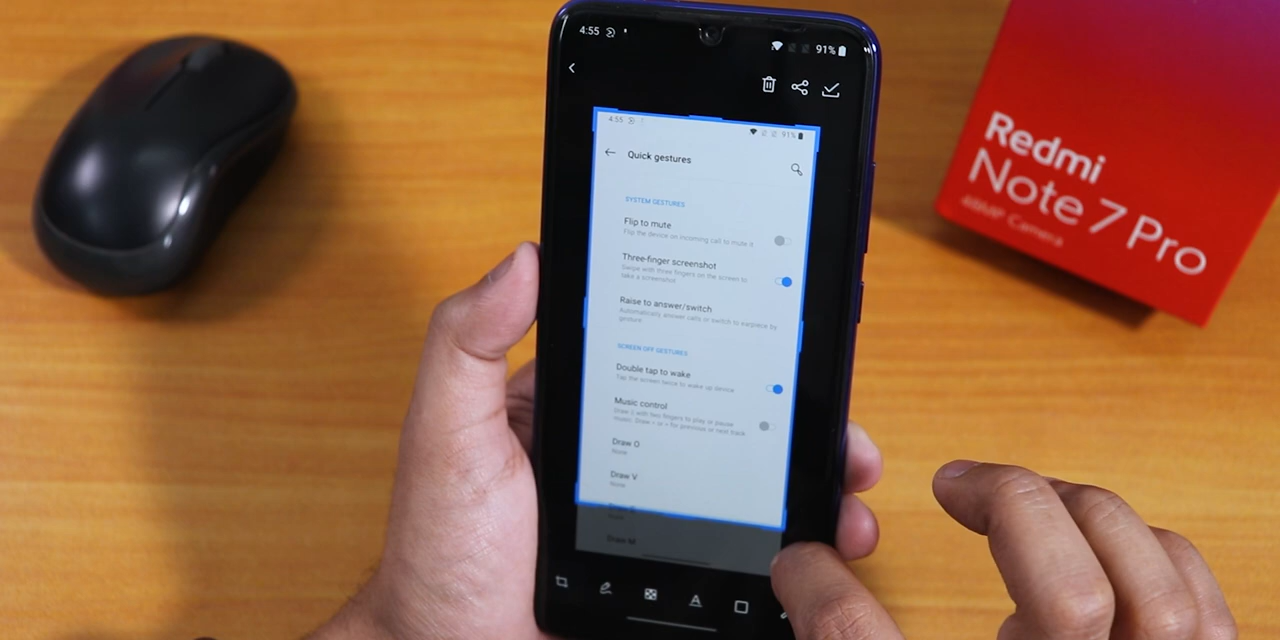 4:55
91%
4:55
91%
Quick gestures
SYSTEM GESTURES
Flip to mute
Flip the device on incoming call to mute it
Three-finger screenshot
Swipe with three fingers on the screen to
take a screenshot
Raise to answer/switch
Automatically answer calls or switch to earpiece by
gesture
SCREEN OFF GESTURES
Double tap to wake
Tap the screen twice to wake up device
Music control
Draw || with two fingers to play or pause
music. Draw < or > for previous or next track
Draw O
None
Draw V
None
Draw S
None
Draw M
A
Redmi
Note 7 Pro
48MP Camera